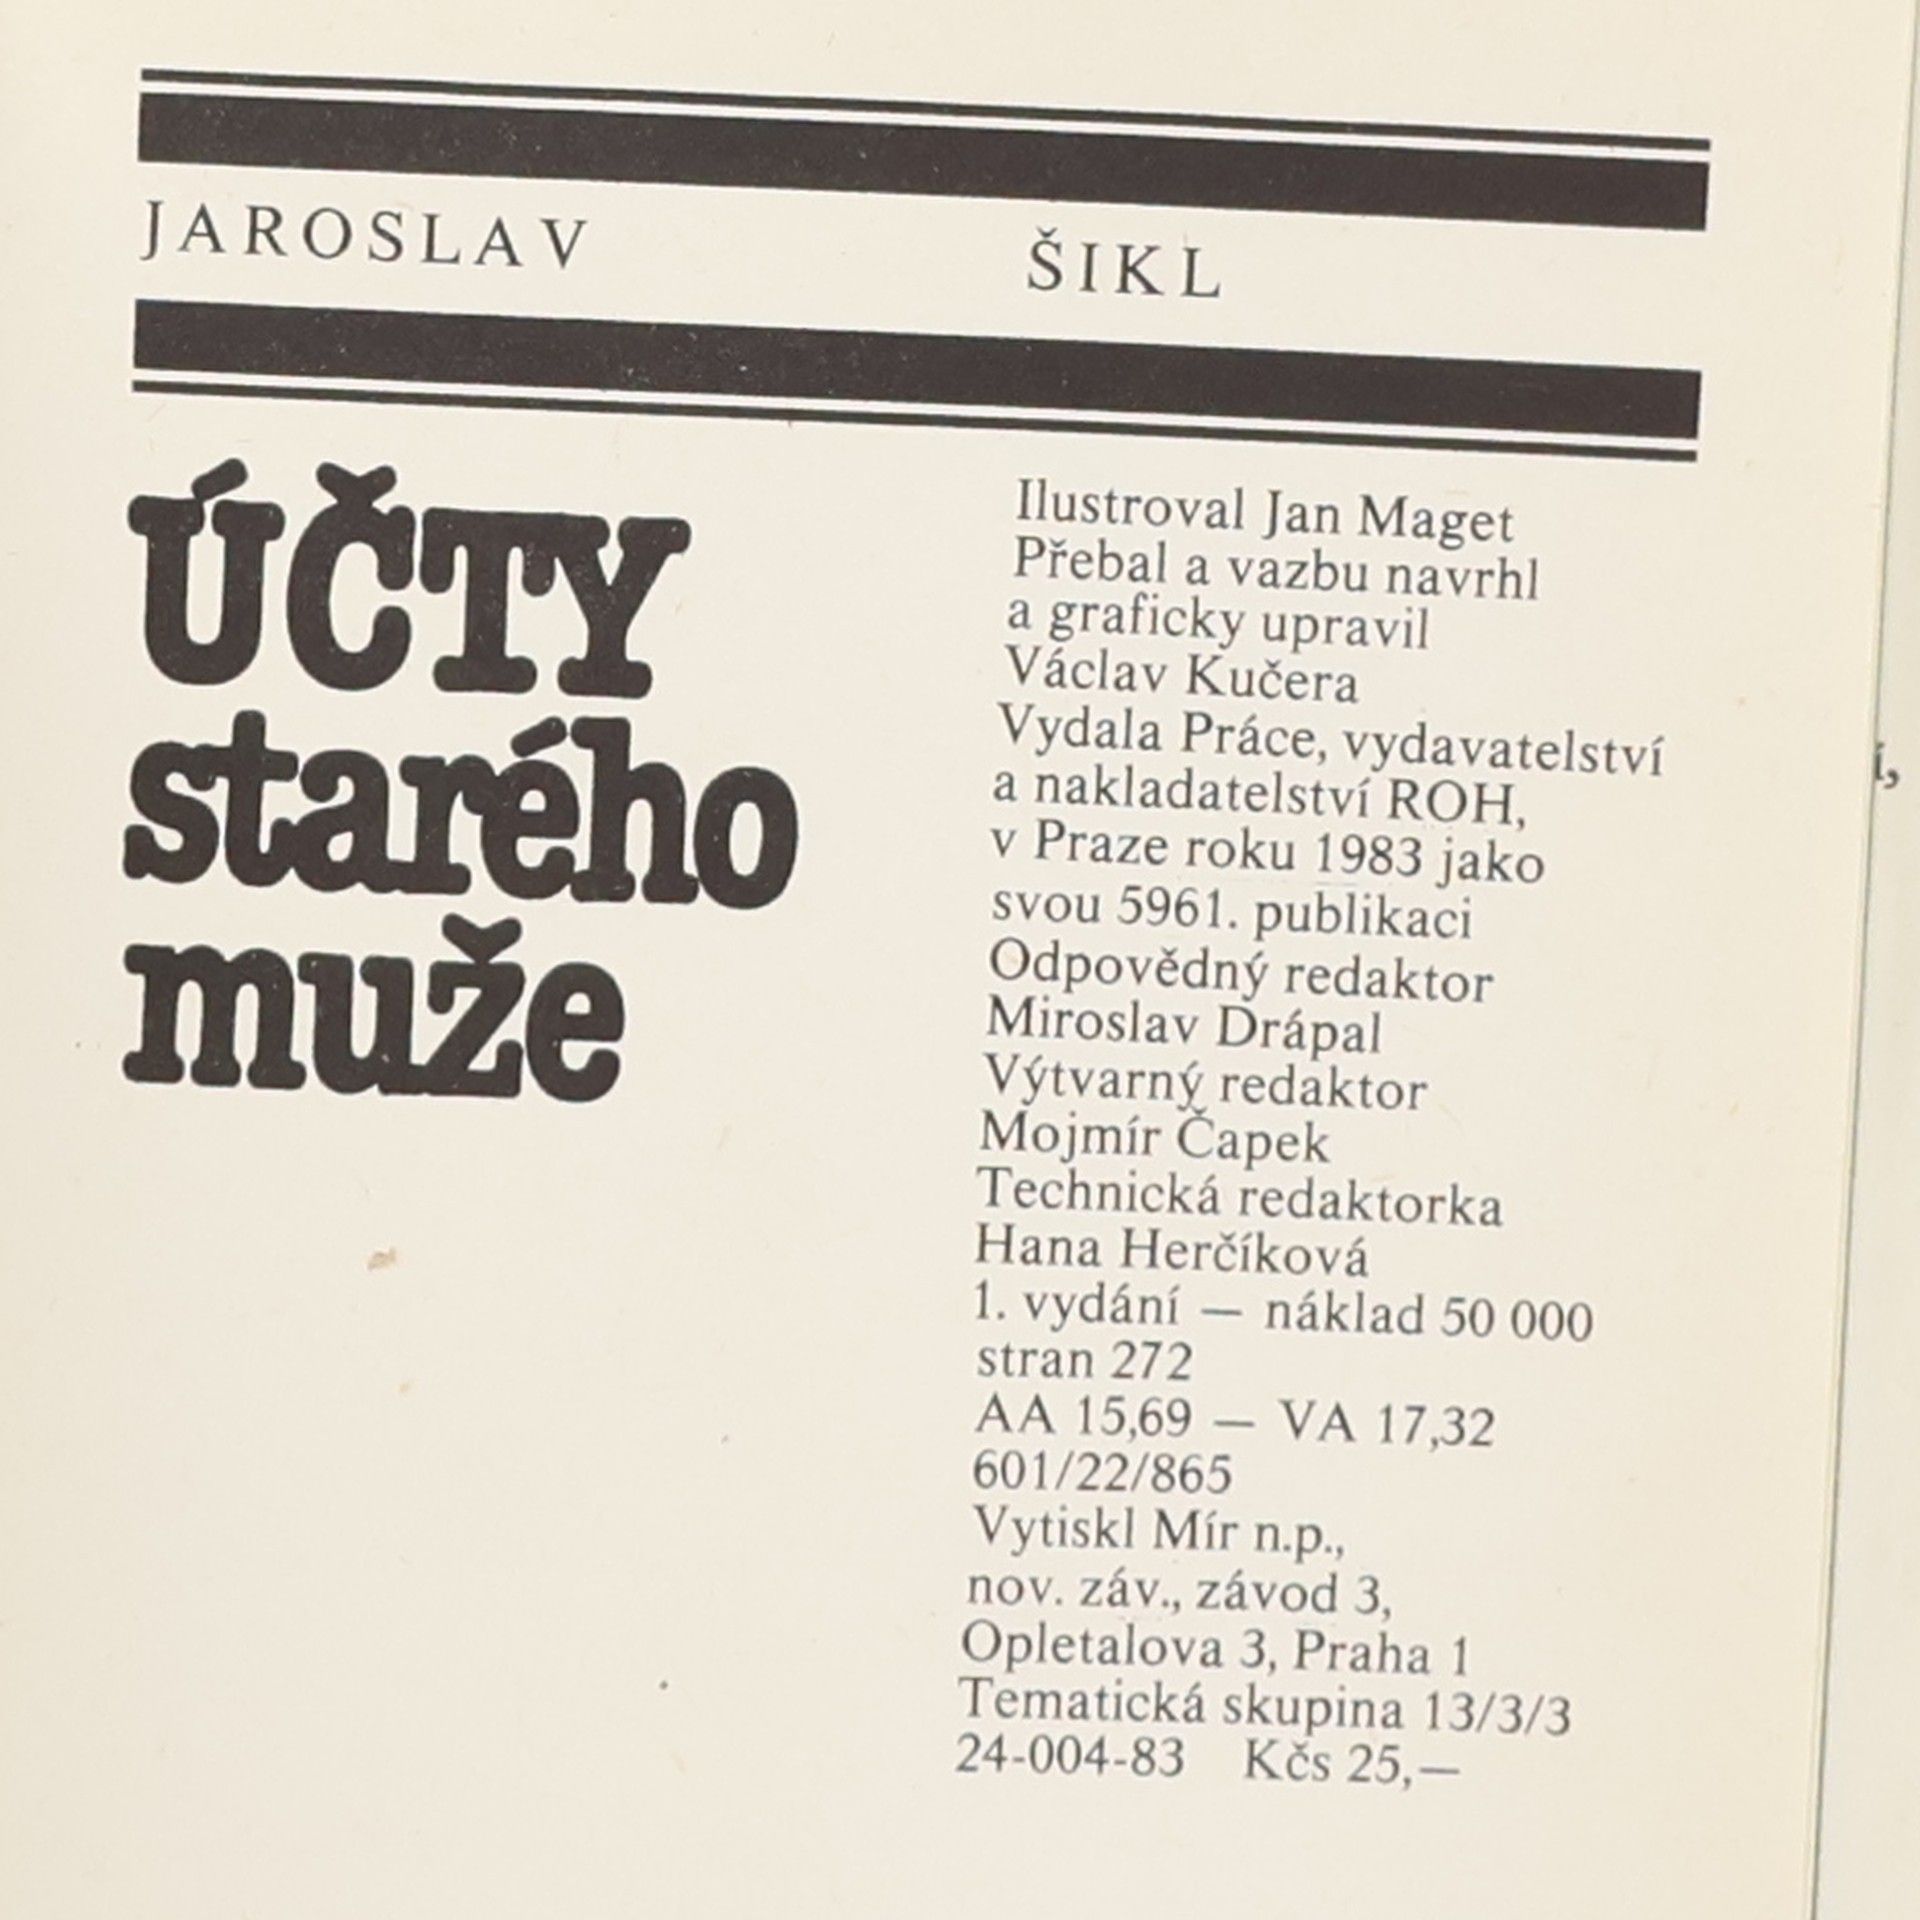 JAROSLAV ŠIKL
ÚČTY
starého
muže
Ilustroval Jan Maget
Přebal a vazbu navrhl
a graficky upravil
Václav Kučera
Vydala Práce, vydavatelství
a nakladatelství ROH,
v Praze roku 1983 jako
svou 5961. publikaci
Odpovědný redaktor
Miroslav Drápal
Výtvarný redaktor
Mojmír Čapek
Technická redaktorka
Hana Herčíková
1. vydání — náklad 50 000
stran 272
AA 15,69 — VA 17,32
601/22/865
Vytiskl Mír n.p.,
nov. záv., závod 3,
Opletalova 3, Praha 1
Tematická skupina 13/3/3
24-004-83 Kčs 25,—